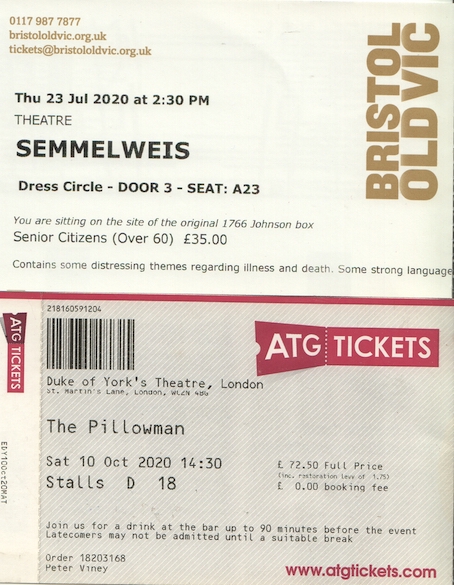 0117 987 7877
bristololdvic.org.uk
tickets@bristololdvic.org.uk
BRISTOL
OLD VIC
Thu 23 Jul 2020 at 2:30 PM
THEATRE
SEMMELWEIS
Dress Circle - DOOR 3 - SEAT: A23
You are sitting on the site of the original 1766 Johnson box
Senior Citizens (Over 60) £35.00
Contains some distressing themes regarding illness and death. Some strong language
218160591204
ATG TICKETS
ATG TICKETS
Duke of York's Theatre, London
St. Martin's Lane, London, WC2N 4BG
The Pillowman
Sat 10 Oct 2020 14:30
£ 72.50 Full Price
(inc. restoration levy of 1.75)
Stalls D 18
£ 0.00 booking fee
EDY10Oct20MAT
Join us for a drink at the bar up to 90 minutes before the event
Latecomers may not be admitted until a suitable break
Order 18203168
Peter Viney
www.atgtickets.com